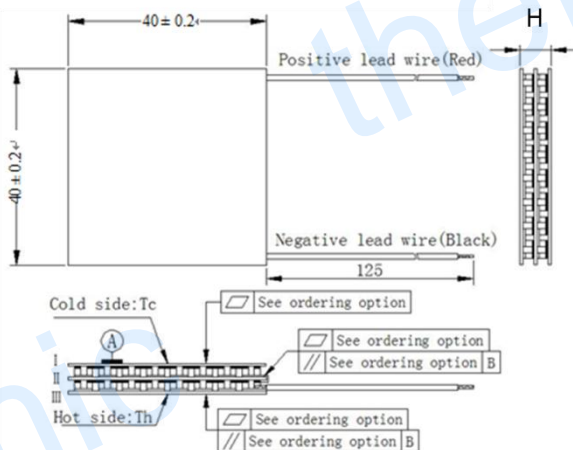 40±0.2
H
Positive lead wire(Red)
40±0.2
Negative lead wire(Black)
125
Cold side:Tc
▱ See ordering option
A
I
II
III
▱ See ordering option
// See ordering option B
Hot side:Th
▱ See ordering option
// See ordering option B
the
nic